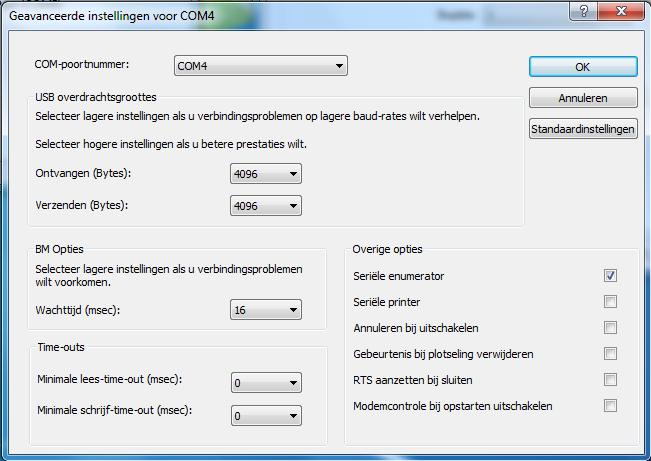 Geavanceerde instellingen voor COM4
COM-poortnummer:
COM4
OK
Annuleren
Standaardinstellingen
USB overdrachtsgroottes
Selecteer lagere instellingen als u verbindingsproblemen op lagere baud-rates wilt verhelpen.
Selecteer hogere instellingen als u betere prestaties wilt.
Ontvangen (Bytes):
4096
Verzenden (Bytes):
4096
BM Opties
Selecteer lagere instellingen als u verbindingsproblemen
wilt voorkomen.
Wachttijd (msec):
16
Time-outs
Minimale lees-time-out (msec):
0
Minimale schrijf-time-out (msec):
0
Overige opties
Seriële enumerator
Seriële printer
Annuleren bij uitschakelen
Gebeurtenis bij plotseling verwijderen
RTS aanzetten bij sluiten
Modemcontrole bij opstarten uitschakelen